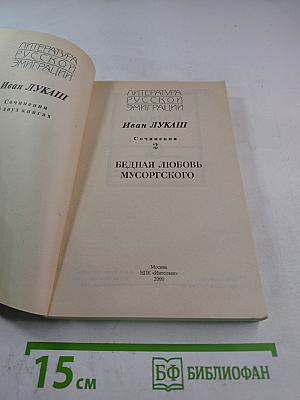 ЛИТЕРАТУРА
РУССКОЙ
ЭМИГРАЦИИ
Иван ЛУКАШ
Сочинения
в двух книгах
ЛИТЕРАТУРА
РУССКОЙ
ЭМИГРАЦИИ
Иван ЛУКАШ
Сочинения
2
БЕДНАЯ ЛЮБОВЬ
МУСОРГСКОГО
Москва
НПК «Интелвак»
2000
15 см
БФ БИБЛИОФАН